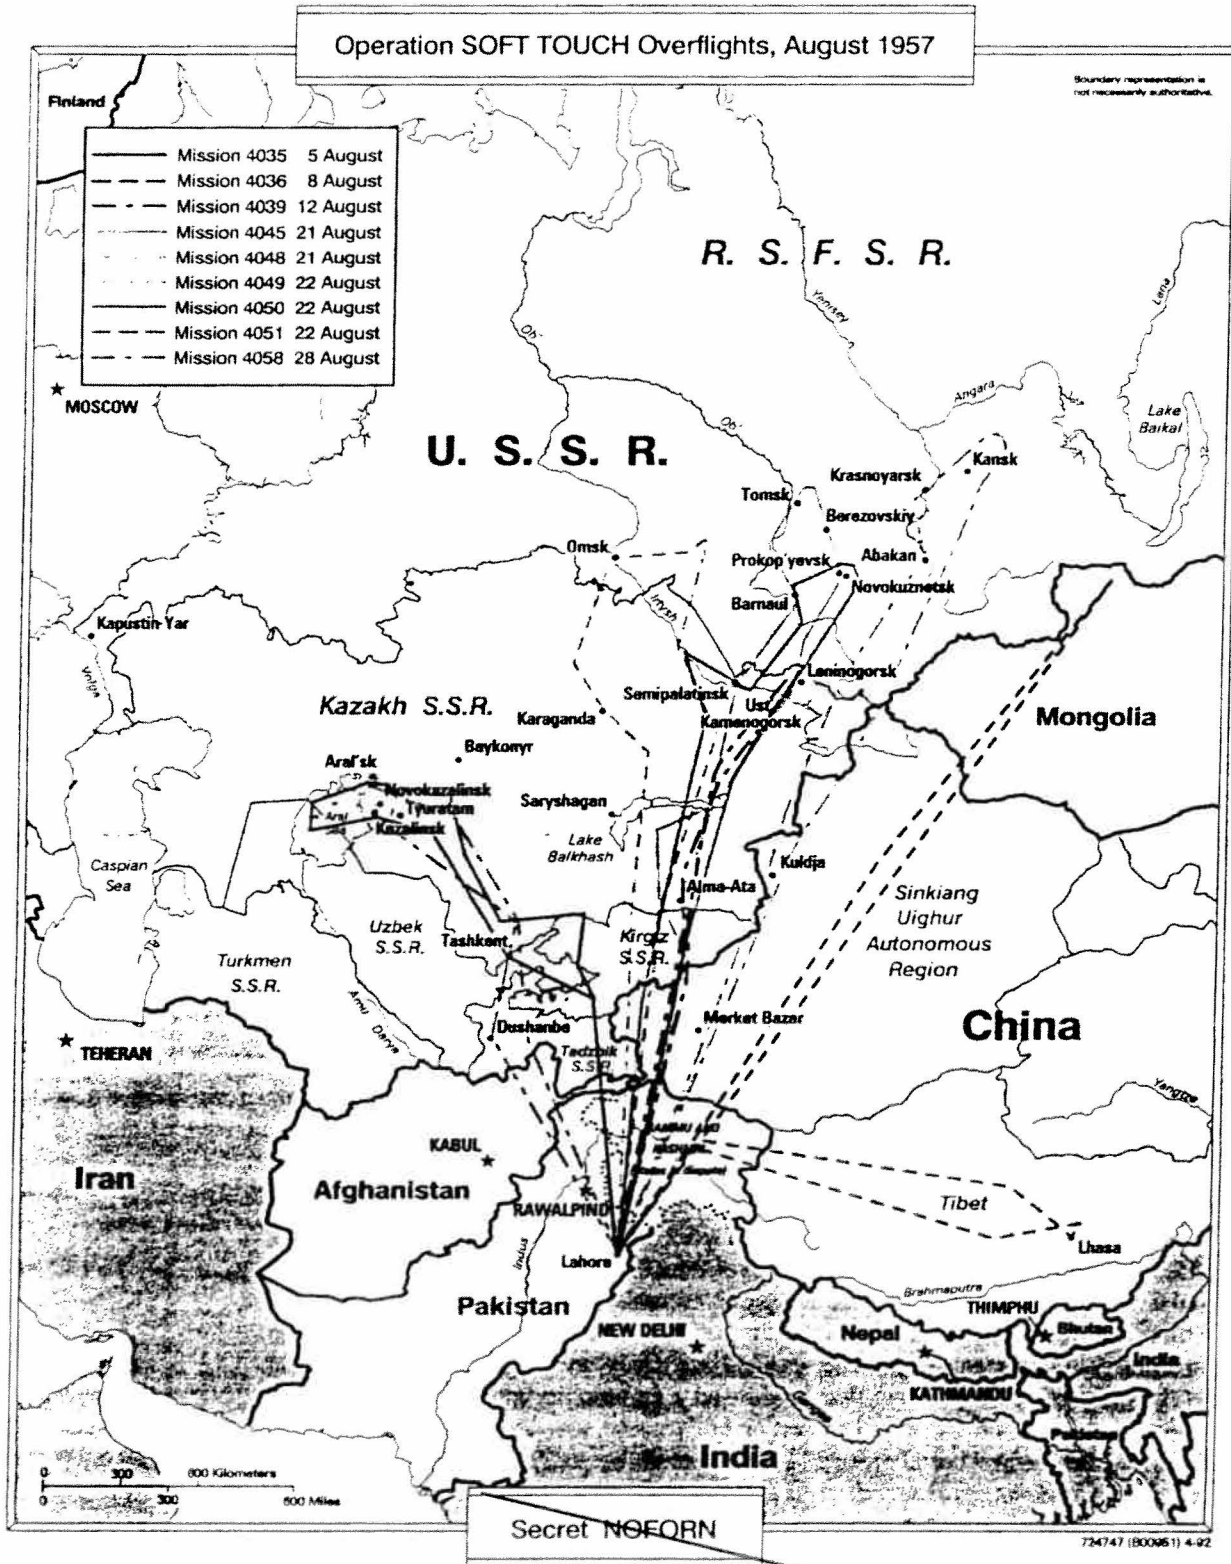 Operation SOFT TOUCH Overflights, August 1957
Boundary representation is
not necessarily authoritative.
Finland
Mission 4035 5 August
Mission 4036 8 August
Mission 4039 12 August
Mission 4045 21 August
Mission 4048 21 August
Mission 4049 22 August
Mission 4050 22 August
Mission 4051 22 August
Mission 4058 28 August
R. S. F. S. R.
Yenisey
Lena
Ob'
MOSCOW
Angara
Lake
Baikal
Ob'
U. S. S. R.
Krasnoyarsk
Kansk
Tomsk
Berezovskiy
Omsk
Prokop'yevsk
Abakan
Novokuznetsk
Irtysh
Barnaul
Kapustin Yar
Volga
Leninogorsk
Semipalatinsk
Ust
Kamenogorsk
Kazakh S.S.R.
Karaganda
Mongolia
Baykonyr
Aral'sk
Novokazalinsk
Tyuratam
Kazalinsk
Aral
Sea
Saryshagan
Lake
Balkhash
Caspian
Sea
Kuldja
Alma-Ata
Sinkiang
Uighur
Autonomous
Region
Uzbek
S.S.R.
Tashkent
Kirgiz
S.S.R.
Turkmen
S.S.R.
Amu Darya
Dushanbe
Merket Bazar
China
TEHERAN
Tadzhik
S.S.R.
Yangtze
JAMMU AND
KASHMIR
KABUL
Iran
Afghanistan
RAWALPINDI
Tibet
Indus
Lahore
Lhasa
Brahmaputra
Pakistan
THIMPHU
NEW DELHI
Nepal
Bhutan
India
KATHMANDU
Pakistan
India
0 300 600 Kilometers
0 300 600 Miles
Secret NOFORN
724747 (B00951) 4-92